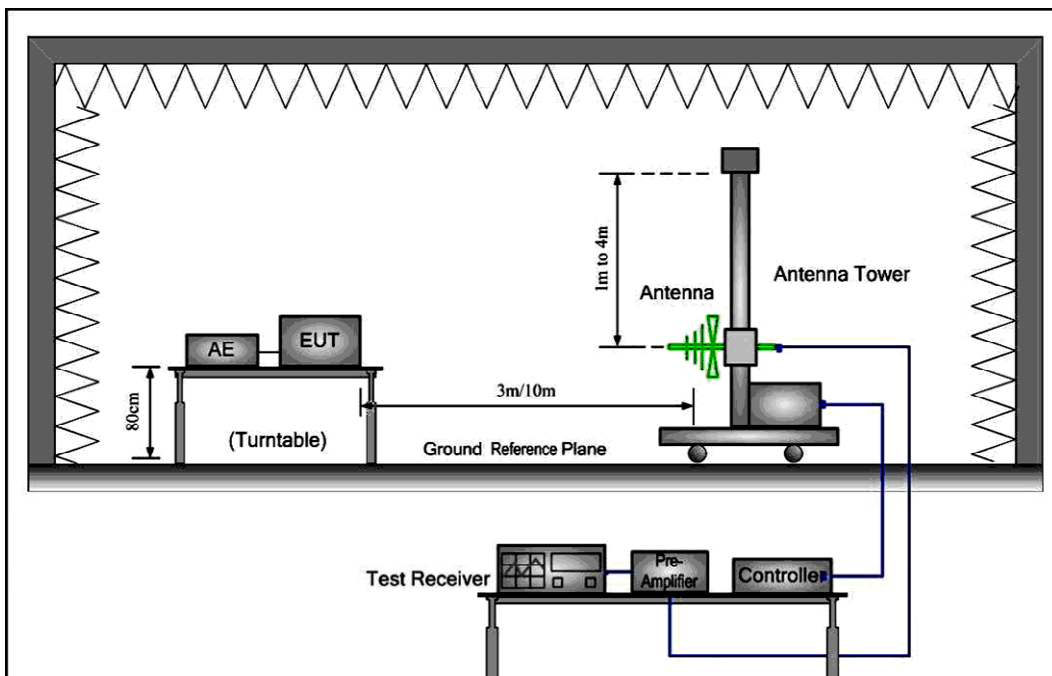 1m to 4m
Antenna Tower
Antenna
AE
EUT
80cm
3m/10m
(Turntable)
Ground Reference Plane
Test Receiver
Pre-
Amplifier
Controller